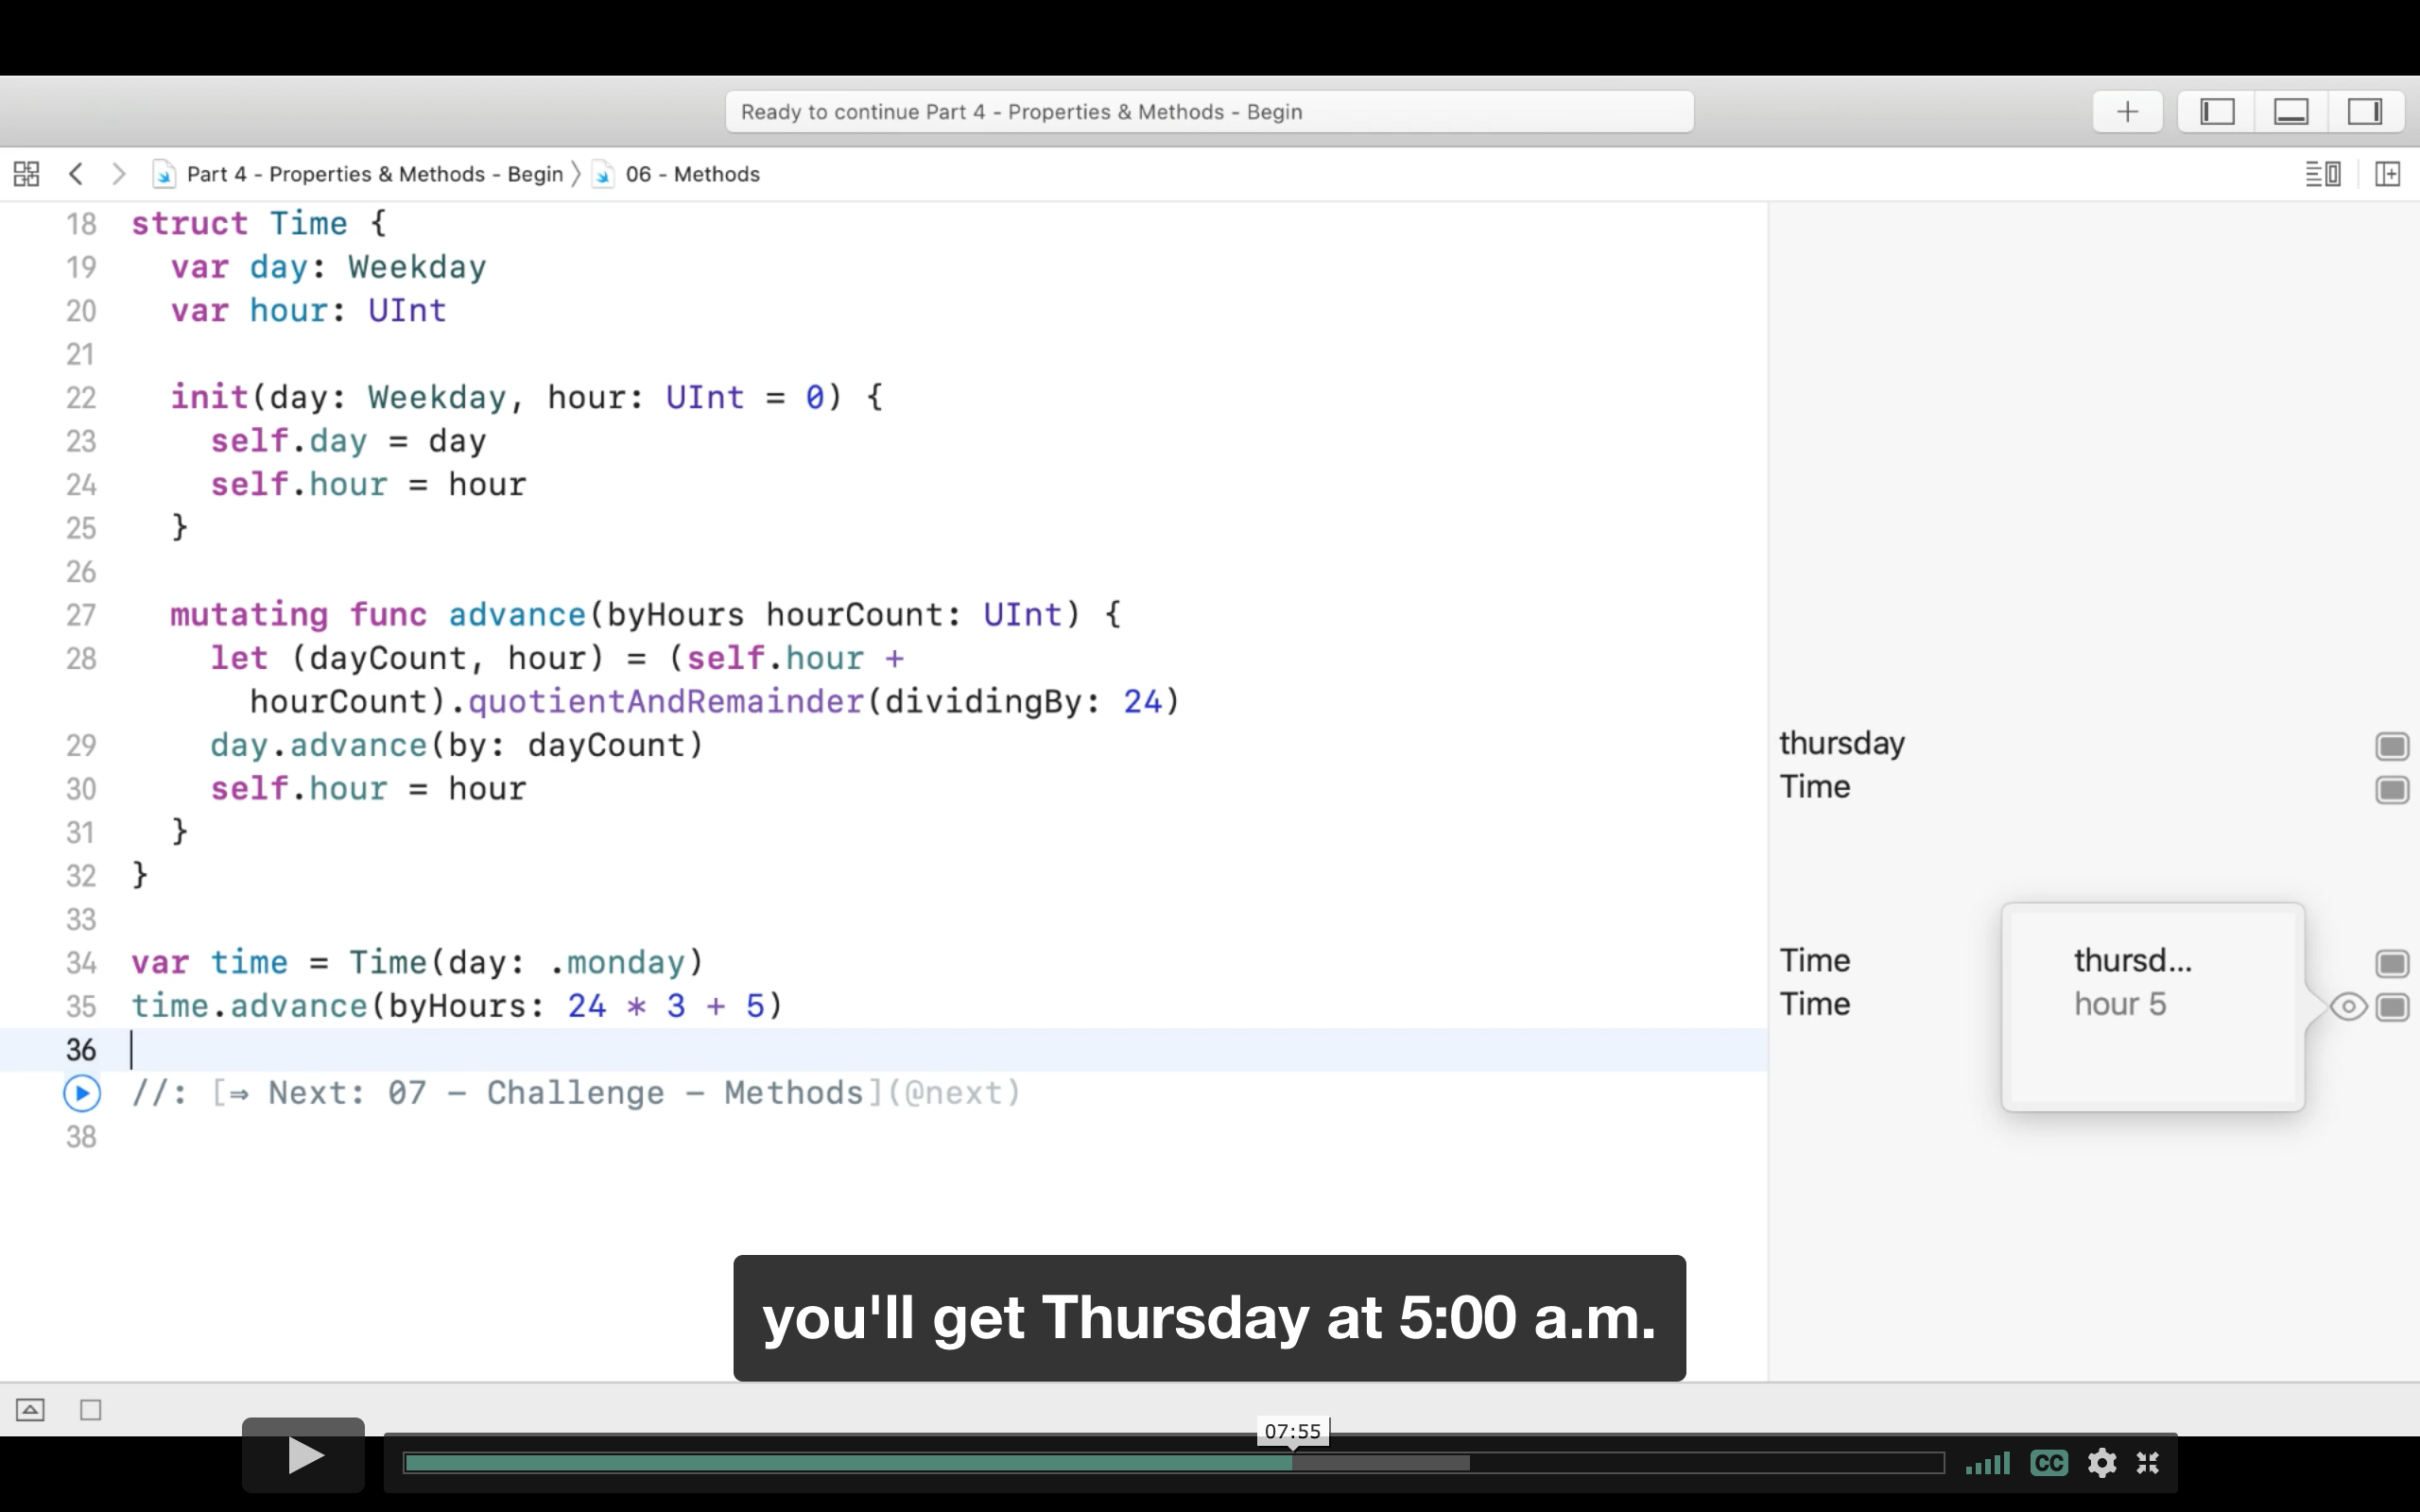 Ready to continue Part 4 - Properties & Methods - Begin
Part 4 - Properties & Methods - Begin 〉 06 - Methods
18 struct Time {
19 var day: Weekday
20 var hour: UInt
21
22 init(day: Weekday, hour: UInt = 0) {
23 self.day = day
24 self.hour = hour
25 }
26
27 mutating func advance(byHours hourCount: UInt) {
28 let (dayCount, hour) = (self.hour +
hourCount).quotientAndRemainder(dividingBy: 24)
29 day.advance(by: dayCount)
thursday
30 self.hour = hour
Time
31 }
32 }
33
34 var time = Time(day: .monday)
Time
thursd...
35 time.advance(byHours: 24 * 3 + 5)
Time
hour 5
36
//: [⇒ Next: 07 - Challenge - Methods](@next)
38
you'll get Thursday at 5:00 a.m.
07:55
CC